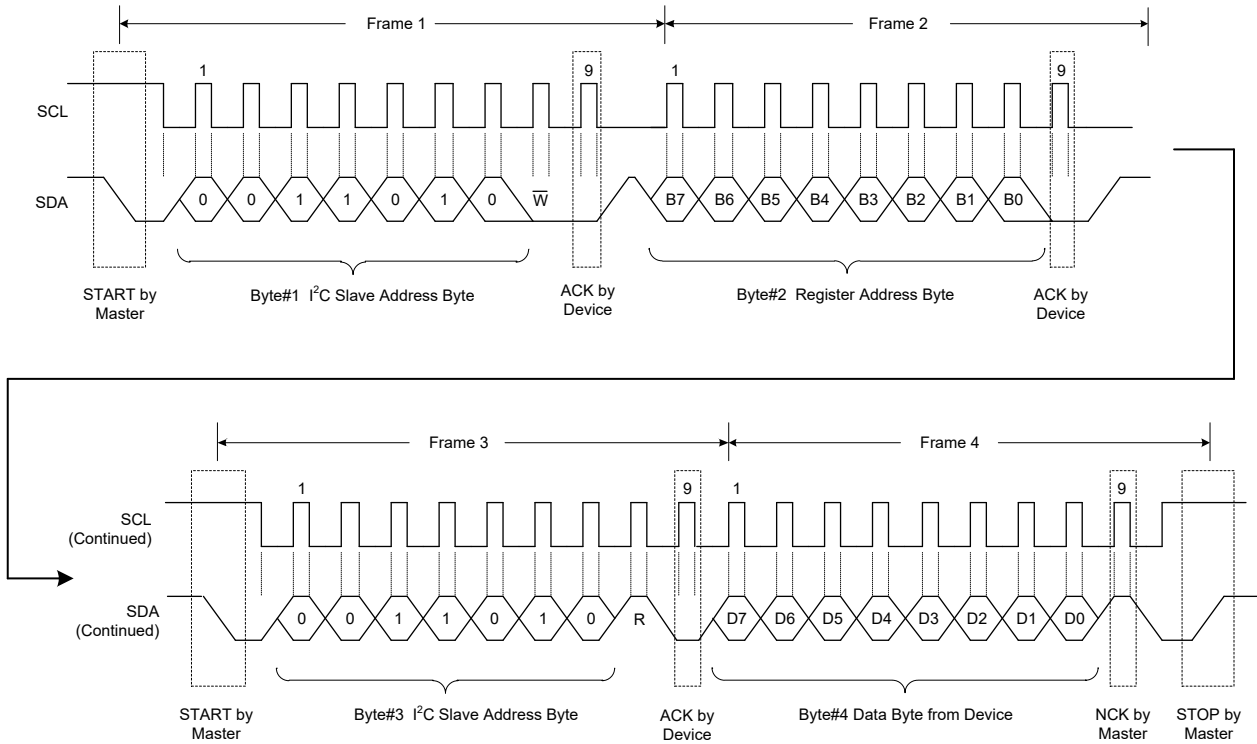 Frame 1
Frame 2
1
9
1
9
SCL
SDA
0 0 1 1 0 1 0 W̅ B7 B6 B5 B4 B3 B2 B1 B0
START by
Master
Byte#1 I²C Slave Address Byte
ACK by
Device
Byte#2 Register Address Byte
ACK by
Device
Frame 3
Frame 4
1
9
1
9
SCL
(Continued)
SDA
(Continued)
0 0 1 1 0 1 0 R D7 D6 D5 D4 D3 D2 D1 D0
START by
Master
Byte#3 I²C Slave Address Byte
ACK by
Device
Byte#4 Data Byte from Device
NCK by
Master
STOP by
Master